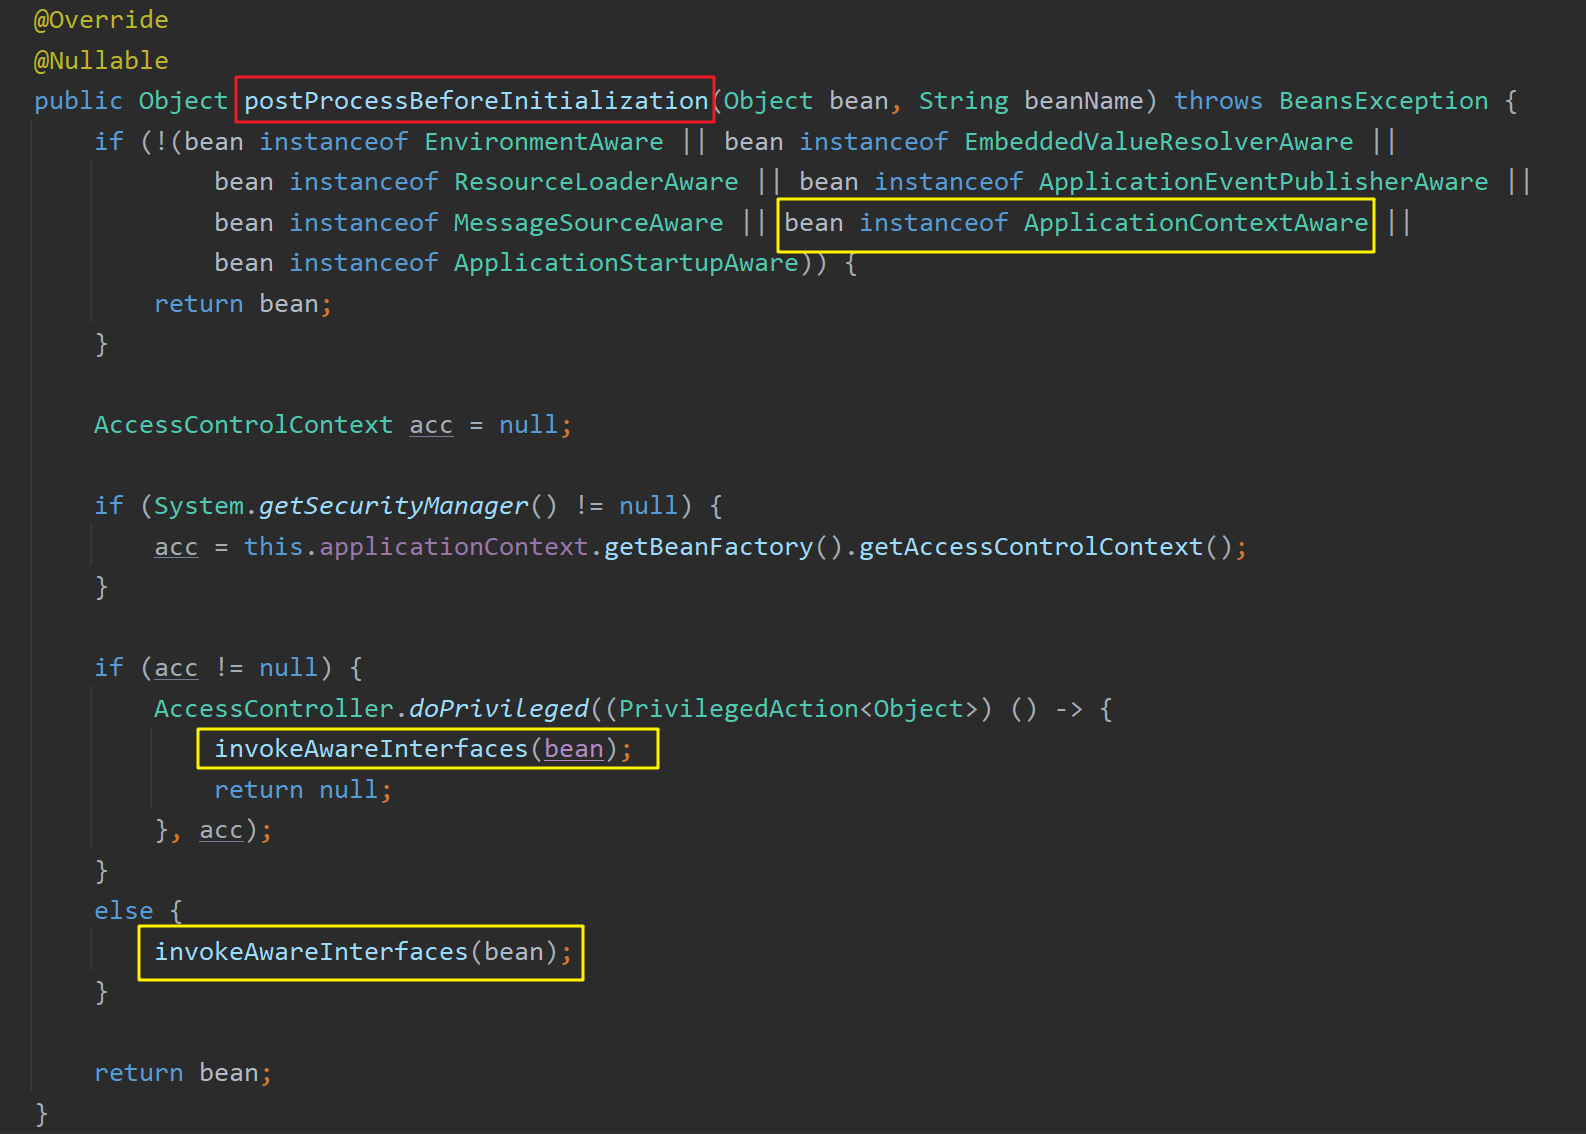 @Override
@Nullable
public Object postProcessBeforeInitialization(Object bean, String beanName) throws BeansException {
if (!(bean instanceof EnvironmentAware || bean instanceof EmbeddedValueResolverAware ||
bean instanceof ResourceLoaderAware || bean instanceof ApplicationEventPublisherAware ||
bean instanceof MessageSourceAware || bean instanceof ApplicationContextAware ||
bean instanceof ApplicationStartupAware)) {
return bean;
}
AccessControlContext acc = null;
if (System.getSecurityManager() != null) {
acc = this.applicationContext.getBeanFactory().getAccessControlContext();
}
if (acc != null) {
AccessController.doPrivileged((PrivilegedAction<Object>) () -> {
invokeAwareInterfaces(bean);
return null;
}, acc);
}
else {
invokeAwareInterfaces(bean);
}
return bean;
}